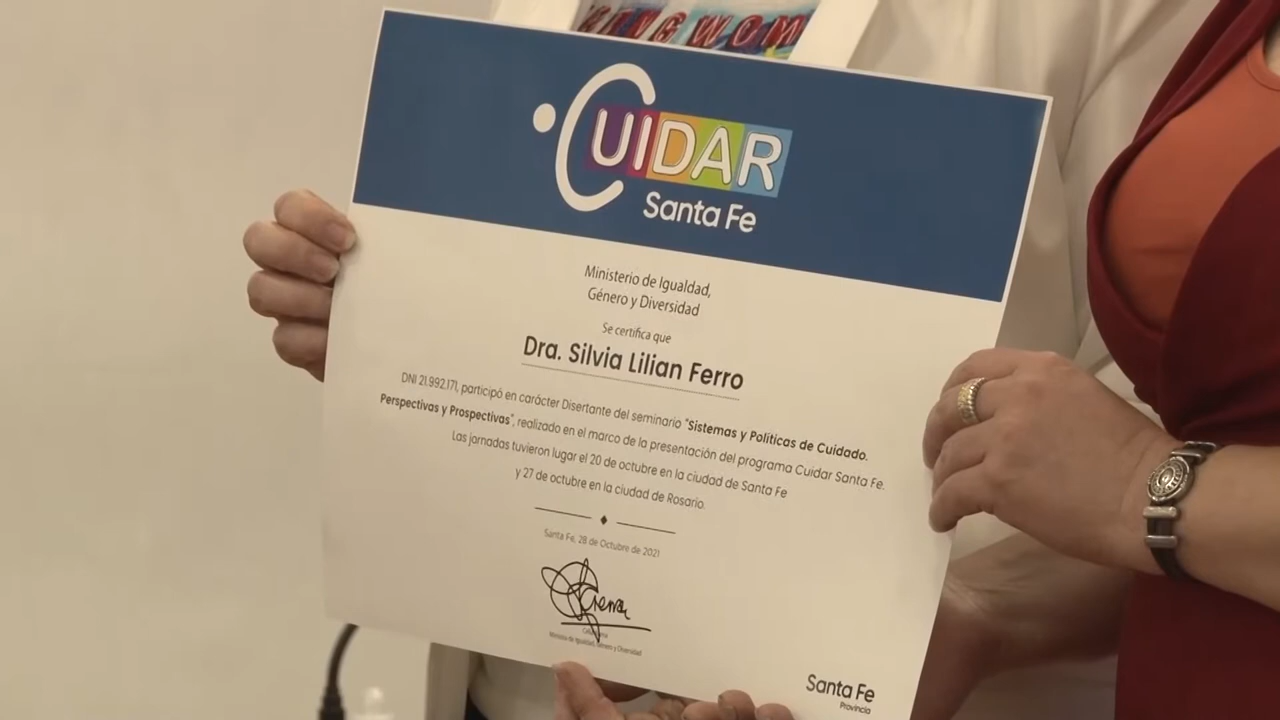 CUIDAR
Santa Fe
Ministerio de Igualdad,
Género y Diversidad
Se certifica que
Dra. Silvia Lilian Ferro
DNI 21.992.171, participó en carácter Disertante del seminario "Sistemas y Políticas de Cuidado.
Perspectivas y Prospectivas", realizado en el marco de la presentación del programa Cuidar Santa Fe.
Las jornadas tuvieron lugar el 20 de octubre en la ciudad de Santa Fe
y 27 de octubre en la ciudad de Rosario.
Santa Fe, 28 de Octubre de 2021
Ministra de Igualdad, Género y Diversidad
Santa Fe
Provincia